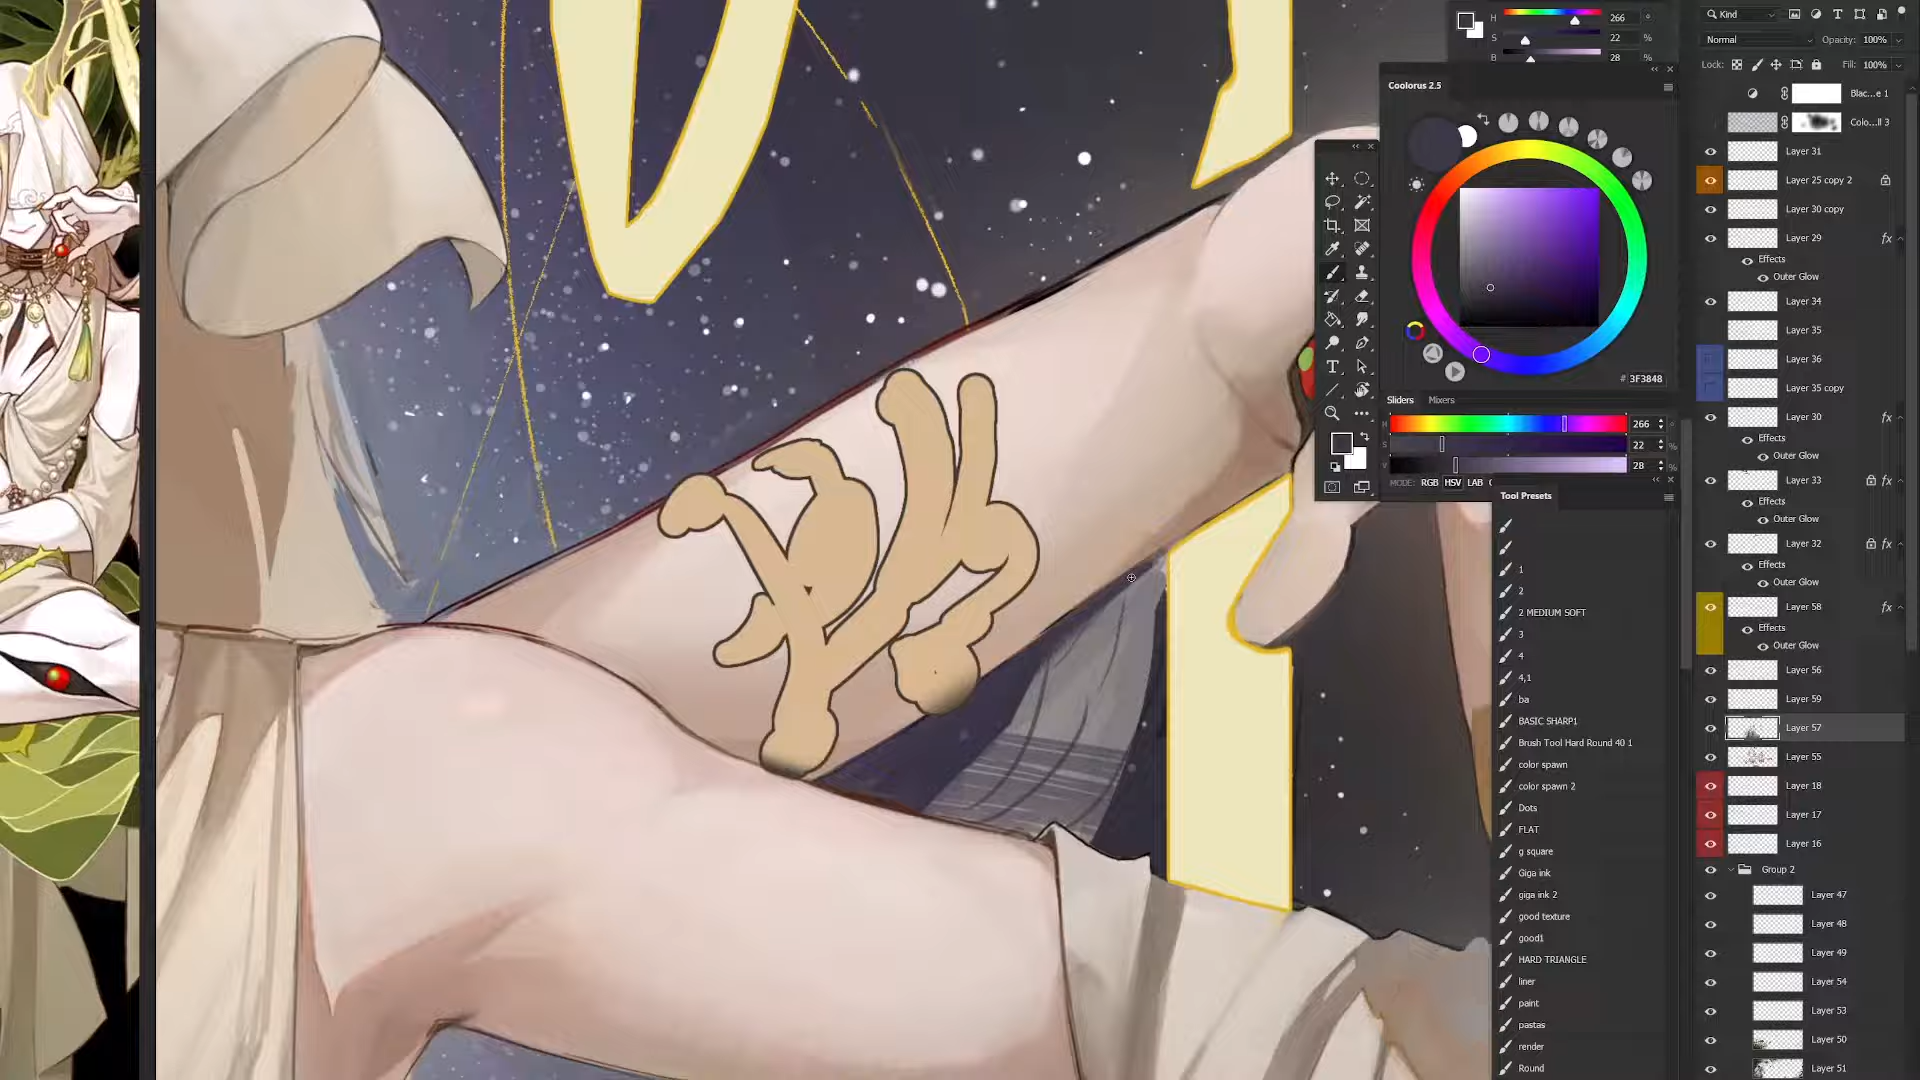 H 266 °
S 22 %
B 28 %
Coolorus 2.5
# 3F3848
Sliders Mixers
H 266
S 22 %
V 28 %
MODE: RGB HSV LAB
Tool Presets
1
2
2 MEDIUM SOFT
3
4
4,1
ba
BASIC SHARP1
Brush Tool Hard Round 40 1
color spawn
color spawn 2
Dots
FLAT
g square
Giga ink
giga ink 2
good texture
good1
HARD TRIANGLE
liner
paint
pastas
render
Round
Kind
Normal Opacity: 100%
Lock: Fill: 100%
Blac...e 1
Colo...ll 3
Layer 31
Layer 25 copy 2
Layer 30 copy
Layer 29 fx
Effects
Outer Glow
Layer 34
Layer 35
Layer 36
Layer 35 copy
Layer 30 fx
Effects
Outer Glow
Layer 33 fx
Effects
Outer Glow
Layer 32 fx
Effects
Outer Glow
Layer 58 fx
Effects
Outer Glow
Layer 56
Layer 59
Layer 57
Layer 55
Layer 18
Layer 17
Layer 16
Group 2
Layer 47
Layer 48
Layer 49
Layer 54
Layer 53
Layer 50
Layer 51